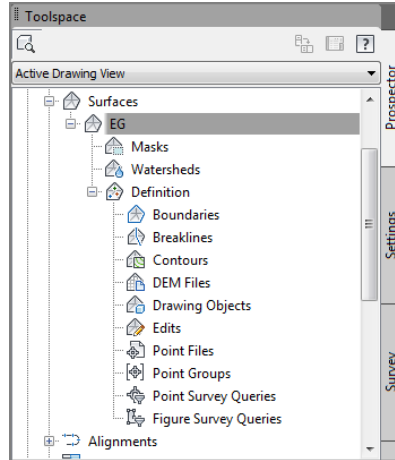 Toolspace
Active Drawing View
Surfaces
EG
Masks
Watersheds
Definition
Boundaries
Breaklines
Contours
DEM Files
Drawing Objects
Edits
Point Files
Point Groups
Point Survey Queries
Figure Survey Queries
Alignments
Prospector
Settings
Survey